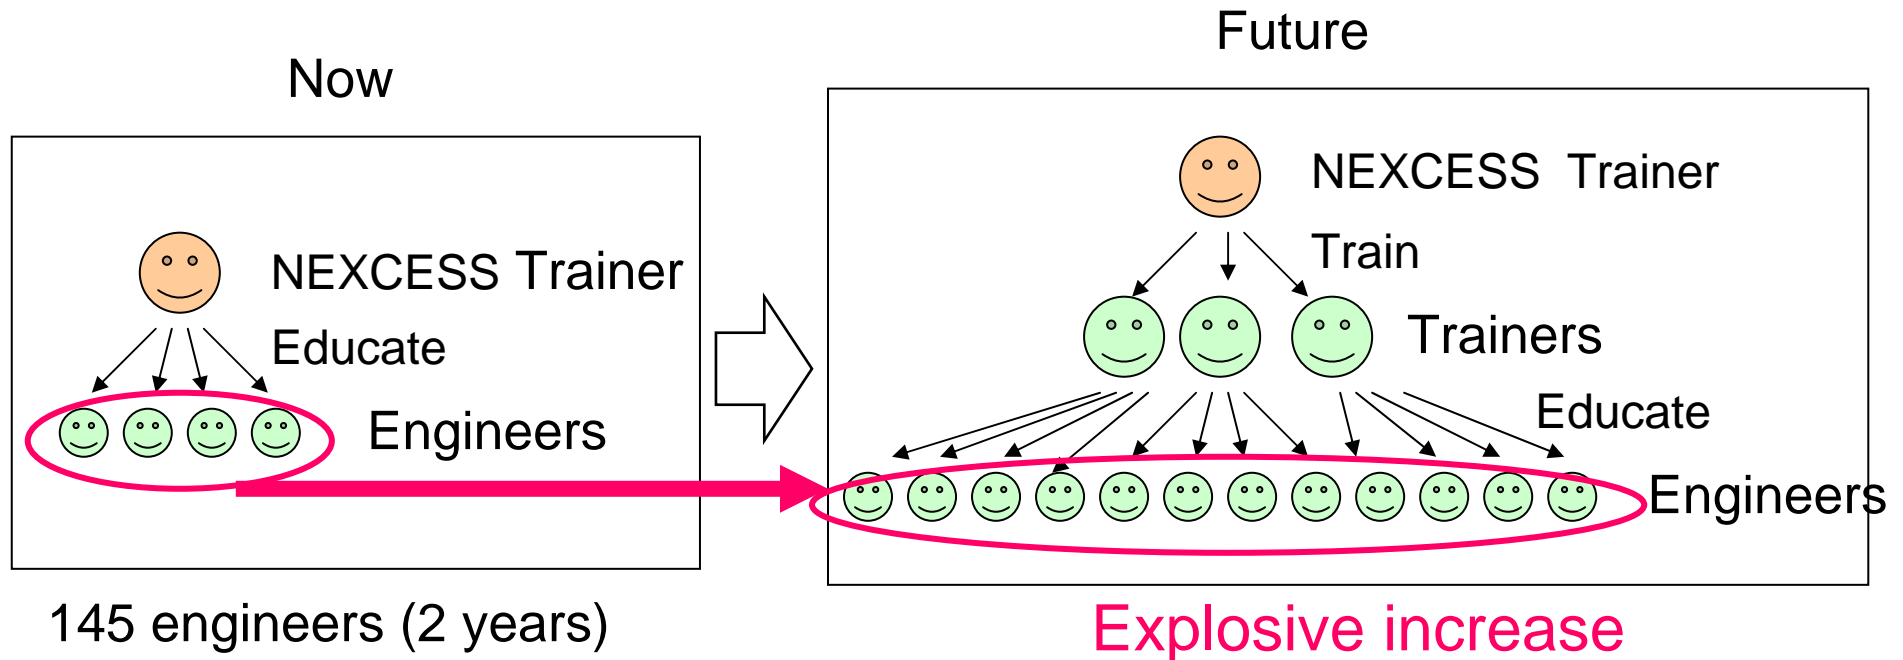 Now
NEXCESS Trainer
Educate
Engineers
145 engineers (2 years)
Future
NEXCESS Trainer
Train
Trainers
Educate
Engineers
Explosive increase